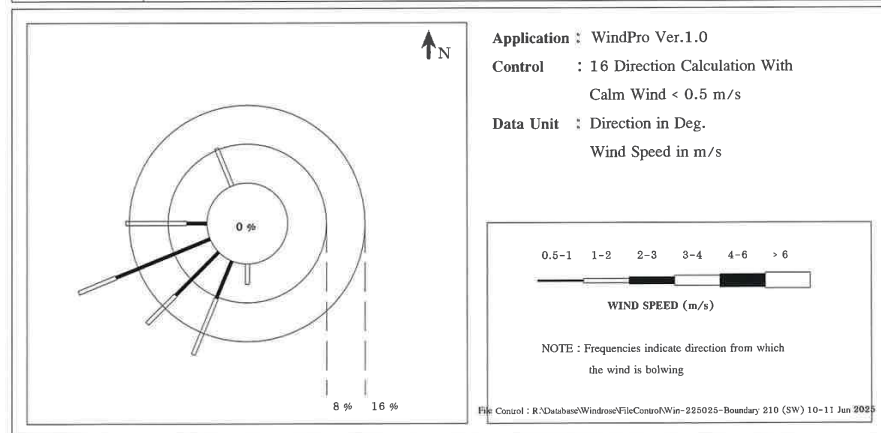 N
Application : WindPro Ver.1.0
Control : 16 Direction Calculation With
Calm Wind < 0.5 m/s
Data Unit : Direction in Deg.
Wind Speed in m/s
0 %
8 % 16 %
0.5-1 1-2 2-3 3-4 4-6 > 6
WIND SPEED (m/s)
NOTE : Frequencies indicate direction from which
the wind is bolwing
File Control : R:\Database\Windrose\FileControl\Win-225025-Boundary 210 (SW) 10-11 Jun 2025